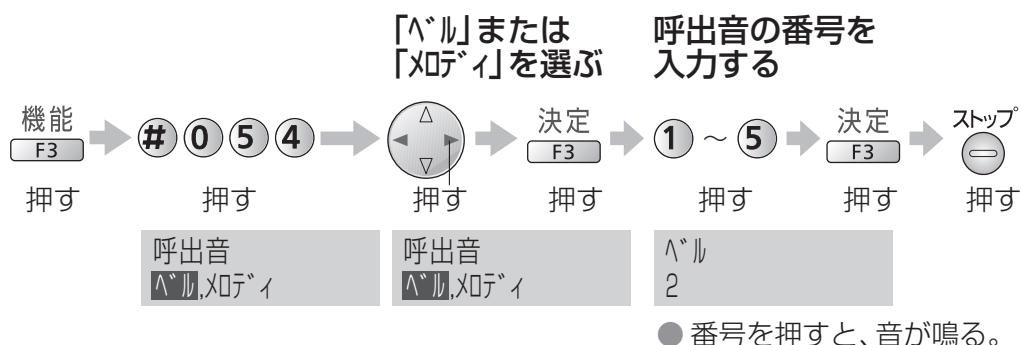 「ﾍﾞﾙ」または
「ﾒﾛﾃﾞｨ」を選ぶ
呼出音の番号を
入力する
機能
F3
# 0 5 4
決定
F3
1 ～ 5
決定
F3
ストップ
押す 押す 押す 押す 押す 押す 押す
呼出音
ﾍﾞﾙ,ﾒﾛﾃﾞｨ
呼出音
ﾍﾞﾙ,ﾒﾛﾃﾞｨ
ﾍﾞﾙ
2
● 番号を押すと、音が鳴る。